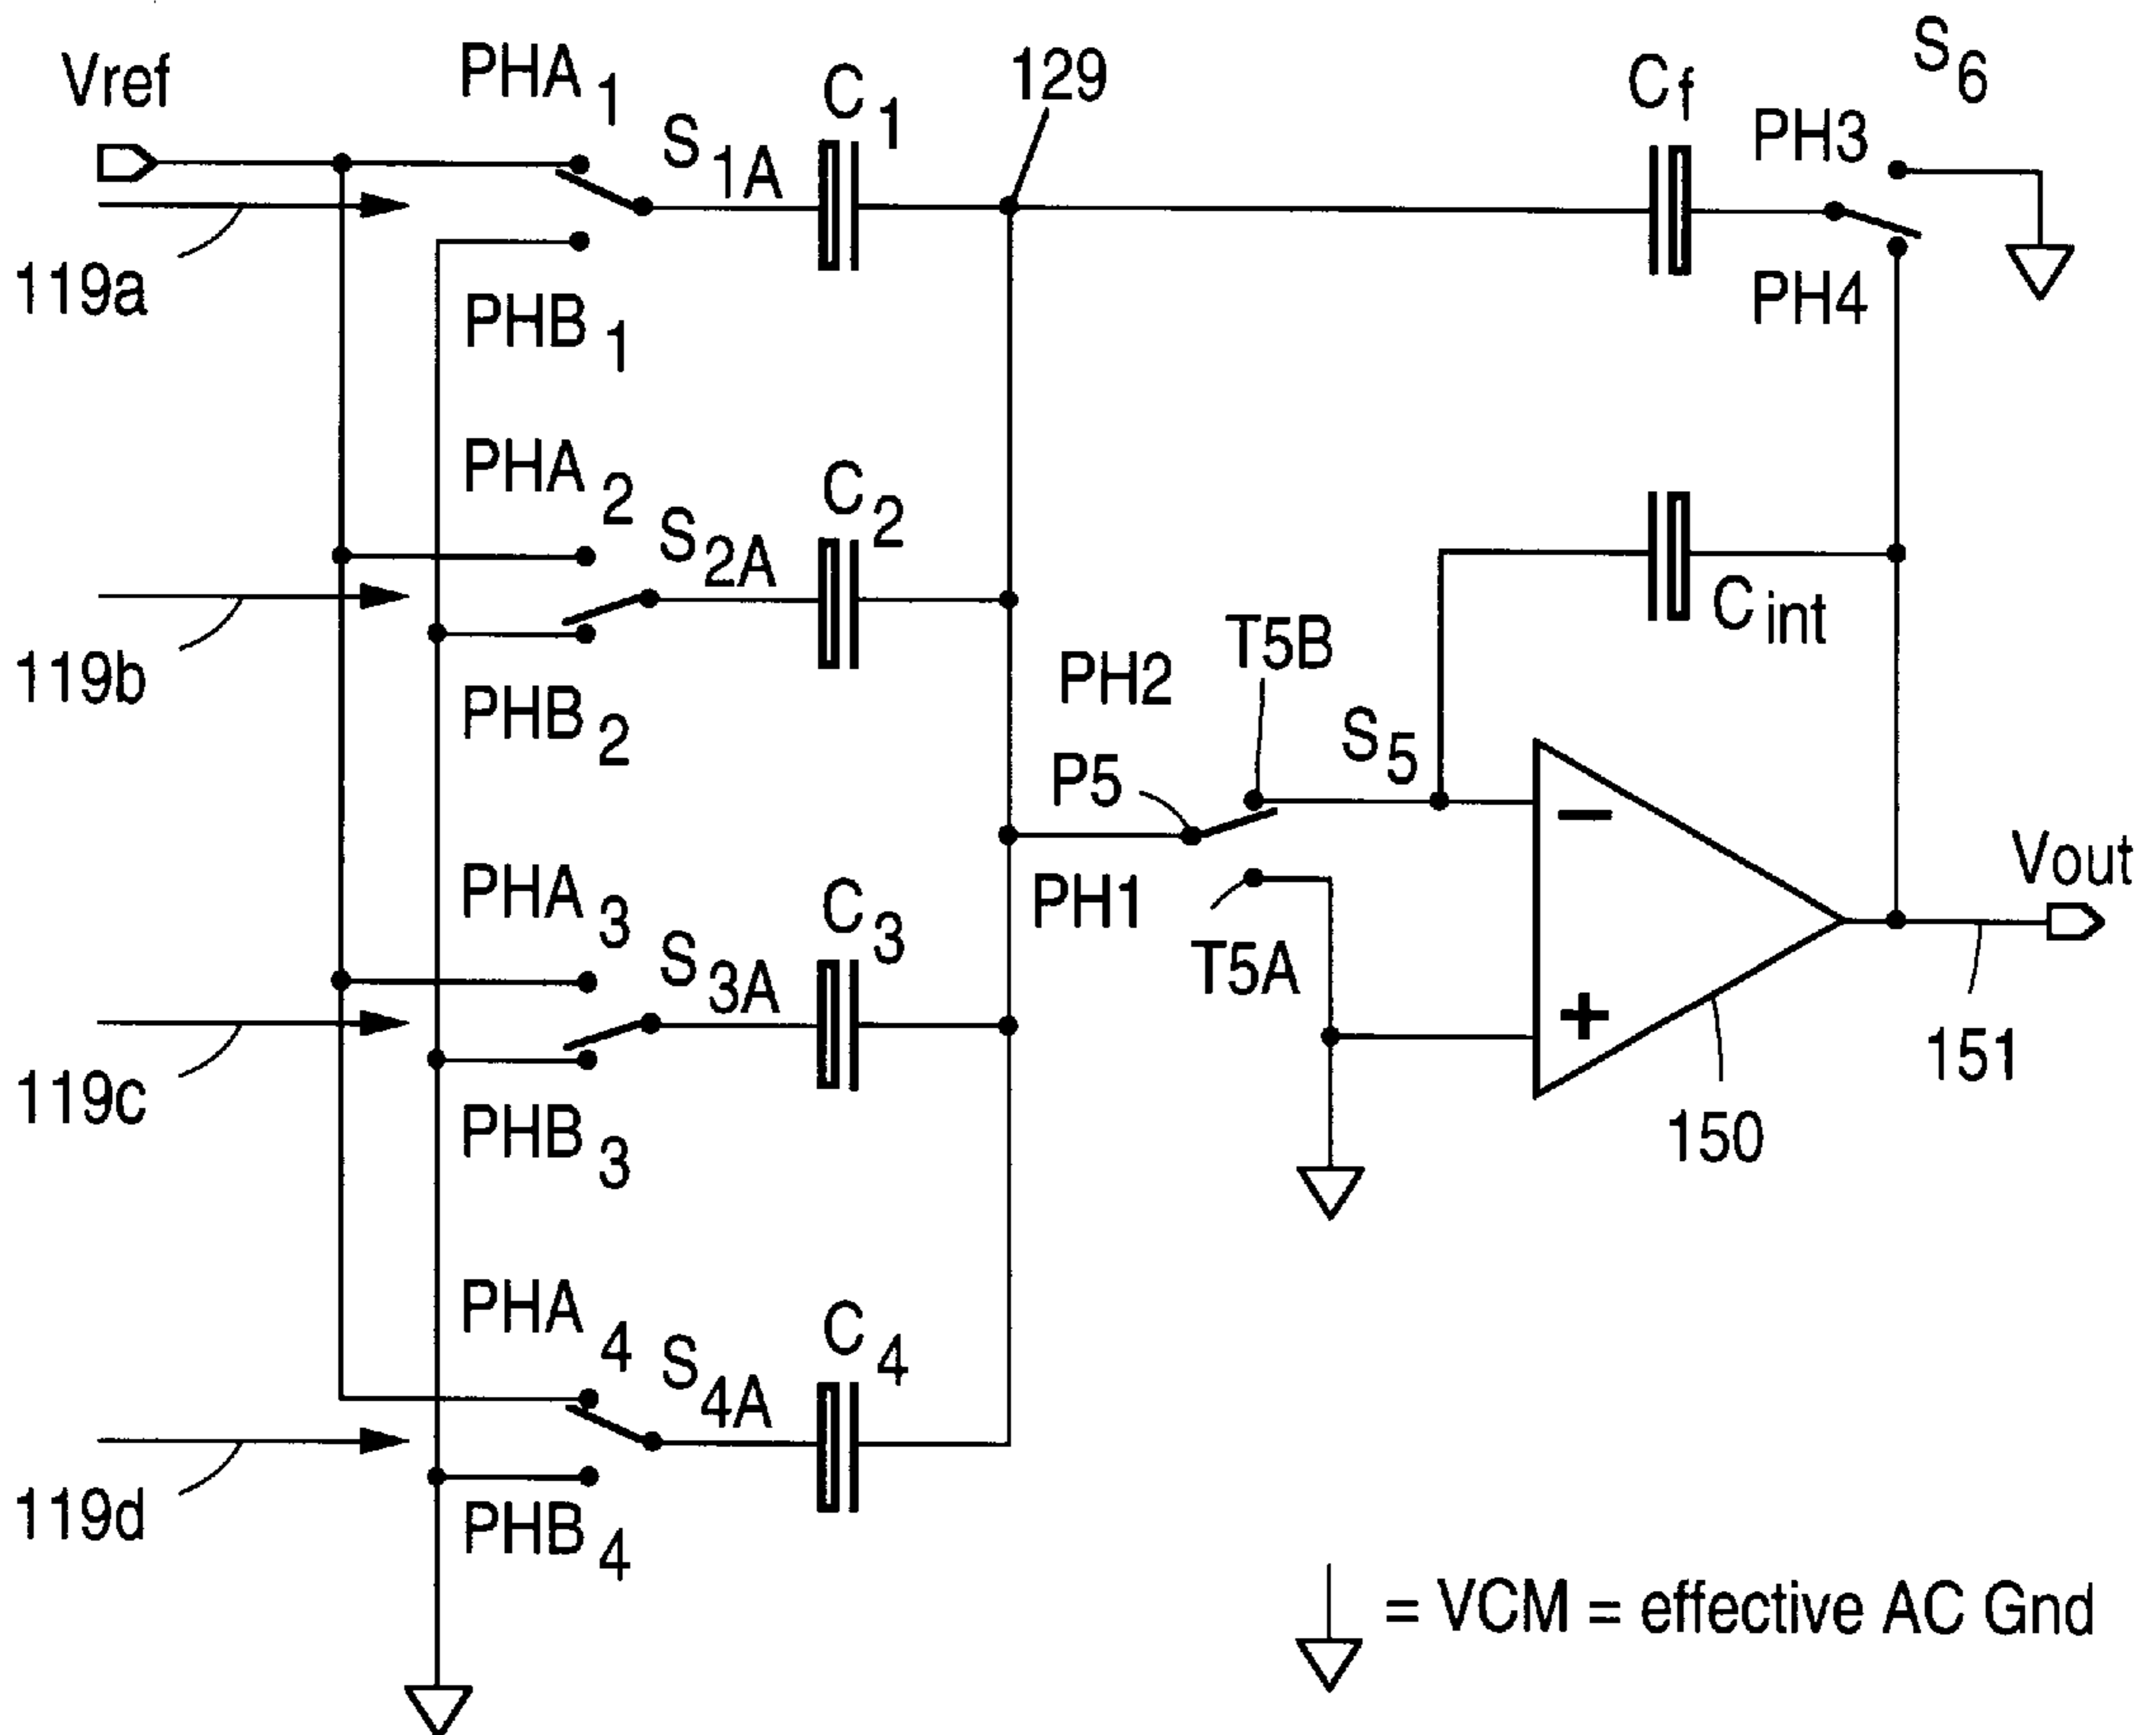 Vref
PHA 1
S 1A
C 1
129
C f
S 6
PH3
PH4
119a
PHB 1
PHA 2
S 2A
C 2
119b
PHB 2
C int
PH2
T5B
S 5
P5
PH1
T5A
−
+
Vout
151
150
PHA 3
S 3A
C 3
119c
PHB 3
PHA 4
S 4A
C 4
119d
PHB 4
= VCM = effective AC Gnd